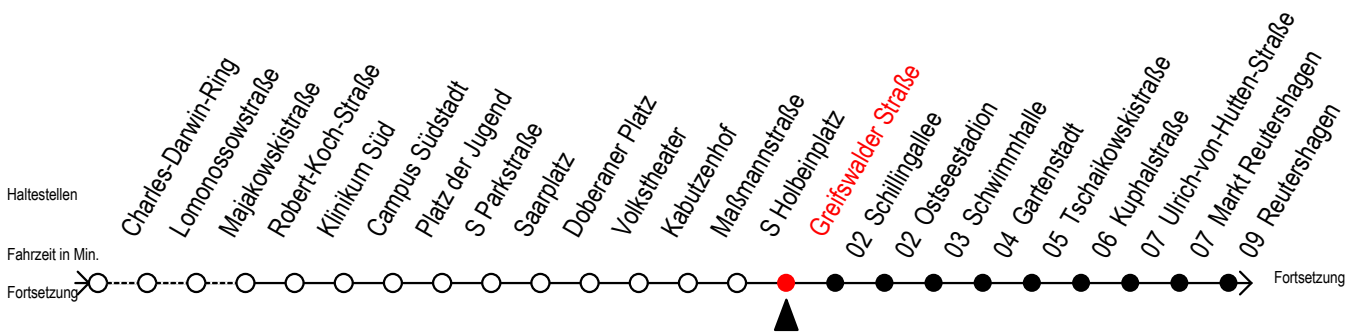 Haltestellen
Charles-Darwin-Ring
Lomonossowstraße
Majakowskistraße
Robert-Koch-Straße
Klinikum Süd
Campus Südstadt
Platz der Jugend
S Parkstraße
Saarplatz
Doberaner Platz
Volkstheater
Kabutzenhof
Maßmannstraße
S Holbeinplatz
Greifswalder Straße
02 Schillingallee
02 Ostseestadion
03 Schwimmhalle
04 Gartenstadt
05 Tschaikowskistraße
06 Kuphalstraße
07 Ulrich-von-Hutten-Straße
07 Markt Reutershagen
09 Reutershagen
Fahrzeit in Min.
Fortsetzung
Fortsetzung